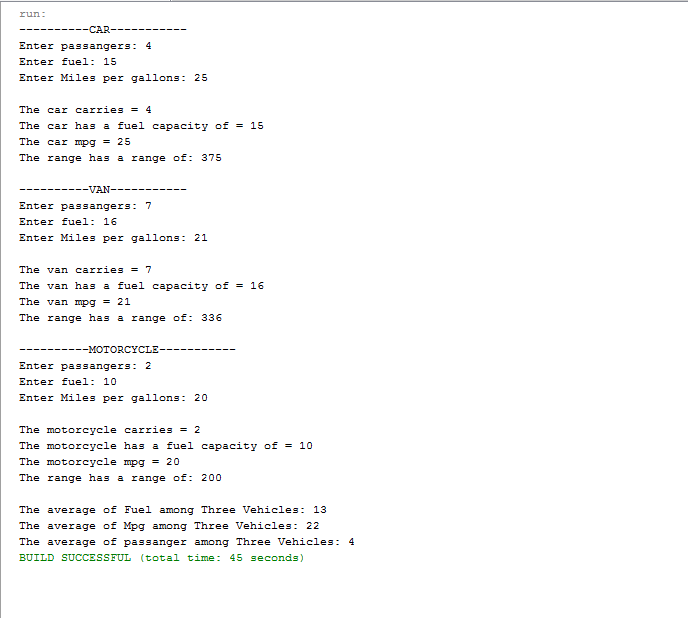 run:
----------CAR-----------
Enter passangers: 4
Enter fuel: 15
Enter Miles per gallons: 25
The car carries = 4
The car has a fuel capacity of = 15
The car mpg = 25
The range has a range of: 375
----------VAN-----------
Enter passangers: 7
Enter fuel: 16
Enter Miles per gallons: 21
The van carries = 7
The van has a fuel capacity of = 16
The van mpg = 21
The range has a range of: 336
----------MOTORCYCLE-----------
Enter passangers: 2
Enter fuel: 10
Enter Miles per gallons: 20
The motorcycle carries = 2
The motorcycle has a fuel capacity of = 10
The motorcycle mpg = 20
The range has a range of: 200
The average of Fuel among Three Vehicles: 13
The average of Mpg among Three Vehicles: 22
The average of passanger among Three Vehicles: 4
BUILD SUCCESSFUL (total time: 45 seconds)